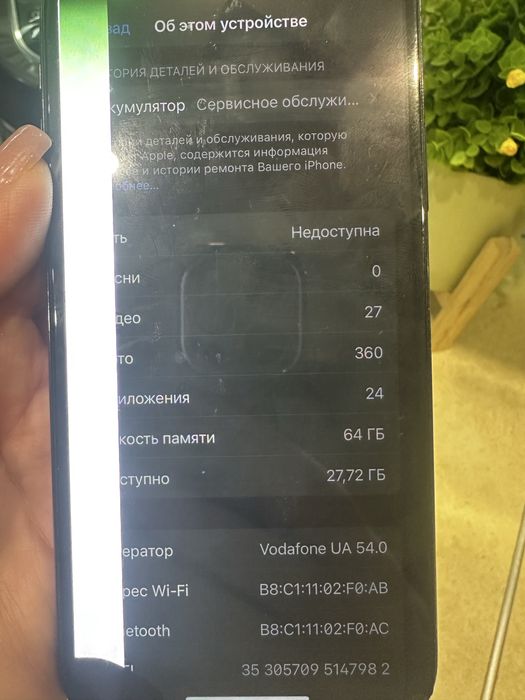 зад Об этом устройстве
ТОРИЯ ДЕТАЛЕЙ И ОБСЛУЖИВАНИЯ
кумулятор Сервисное обслужи...
деталей и обслуживания, которую
Apple, содержится информация
и истории ремонта Вашего iPhone.
обнее...
ть Недоступна
сни 0
део 27
то 360
иложения 24
кость памяти 64 ГБ
ступно 27,72 ГБ
ератор Vodafone UA 54.0
рес Wi-Fi B8:C1:11:02:F0:AB
etooth B8:C1:11:02:F0:AC
35 305709 514798 2